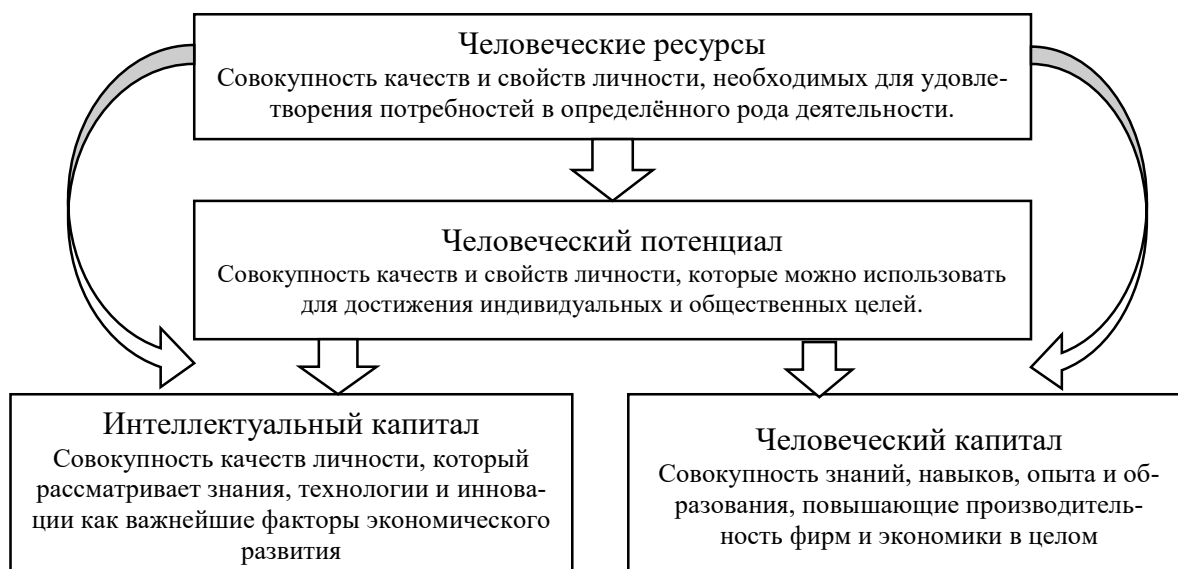 Человеческие ресурсы
Совокупность качеств и свойств личности, необходимых для удовле-
творения потребностей в определённого рода деятельности.
Человеческий потенциал
Совокупность качеств и свойств личности, которые можно использовать
для достижения индивидуальных и общественных целей.
Интеллектуальный капитал
Совокупность качеств личности, который
рассматривает знания, технологии и иннова-
ции как важнейшие факторы экономического
развития
Человеческий капитал
Совокупность знаний, навыков, опыта и об-
разования, повышающие производитель-
ность фирм и экономики в целом